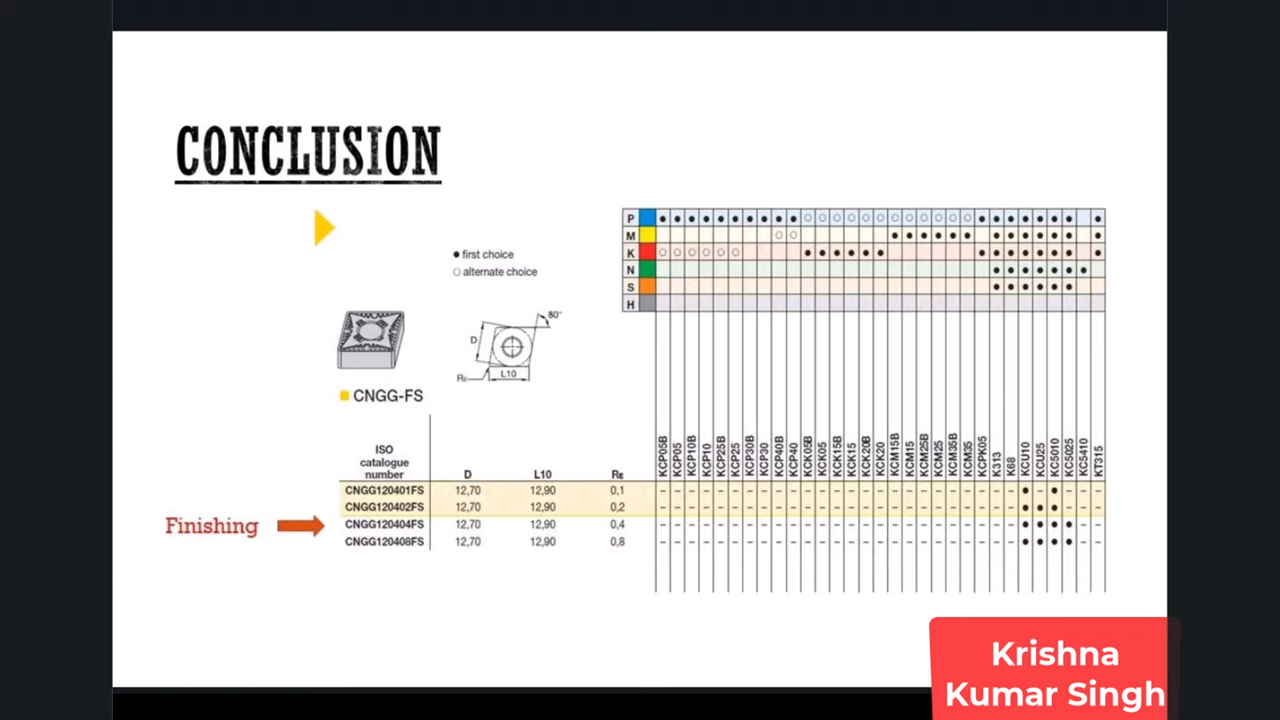 CONCLUSION
P
M
K
N
S
H
● first choice
○ alternate choice
80°
D
Rε
L10
CNGG-FS
ISO
catalogue
number
D L10 Rε
KCP05B KCP05 KCP10B KCP10 KCP25B KCP25 KCP30B KCP30 KCP40B KCP40 KCK05B KCK05 KCK15B KCK15 KCK20B KCK20 KCM15B KCM15 KCM25B KCM25 KCM35B KCM35 KCPK05 K313 K68 KCU10 KCU25 KC5010 KC5025 KC5410 KT315
CNGG120401FS 12,70 12,90 0,1
CNGG120402FS 12,70 12,90 0,2
Finishing
CNGG120404FS 12,70 12,90 0,4
CNGG120408FS 12,70 12,90 0,8
Krishna
Kumar Singh